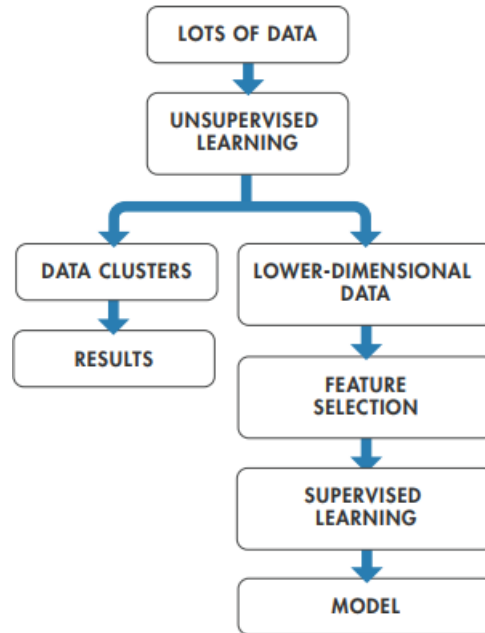 LOTS OF DATA
UNSUPERVISED
LEARNING
DATA CLUSTERS
RESULTS
LOWER-DIMENSIONAL
DATA
FEATURE
SELECTION
SUPERVISED
LEARNING
MODEL